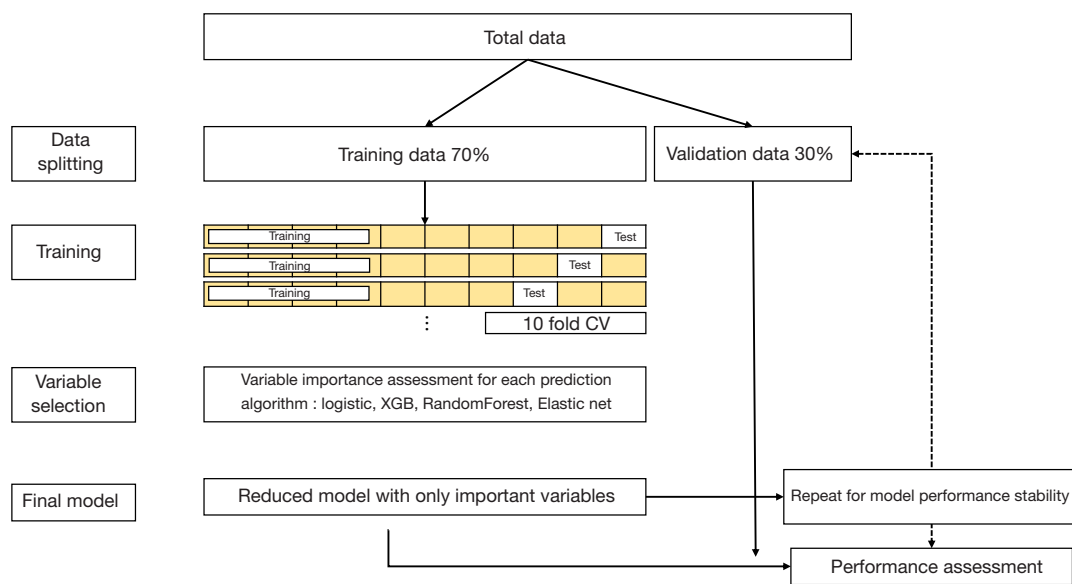 Total data
Data
splitting
Training data 70%
Validation data 30%
Training
Training
Test
Training
Test
Training
Test
⋮
10 fold CV
Variable
selection
Variable importance assessment for each prediction
algorithm : logistic, XGB, RandomForest, Elastic net
Final model
Reduced model with only important variables
Repeat for model performance stability
Performance assessment